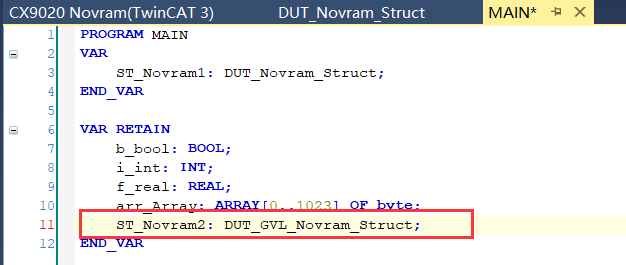 CX9020 Novram(TwinCAT 3) DUT_Novram_Struct MAIN*
1 PROGRAM MAIN
2 VAR
3 ST_Novram1: DUT_Novram_Struct;
4 END_VAR
5
6 VAR RETAIN
7 b_bool: BOOL;
8 i_int: INT;
9 f_real: REAL;
10 arr_Array: ARRAY[0..1023] OF byte;
11 ST_Novram2: DUT_GVL_Novram_Struct;
12 END_VAR